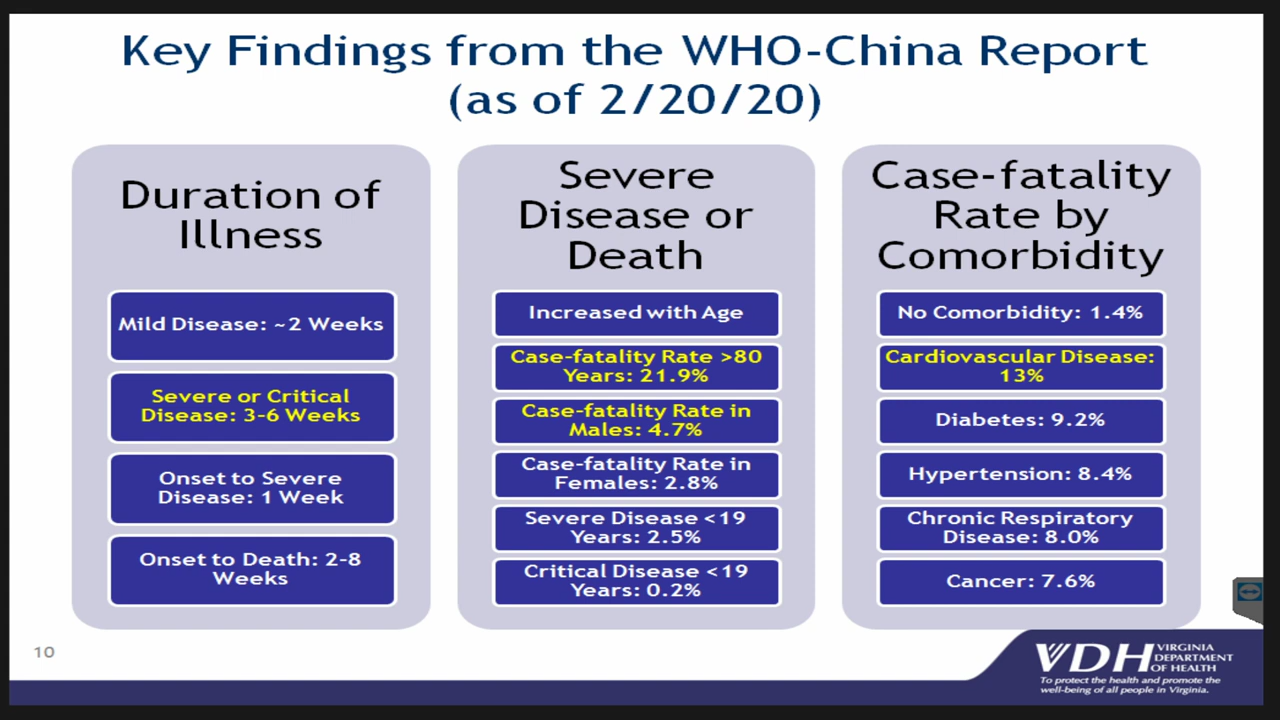 Key Findings from the WHO-China Report
(as of 2/20/20)
Duration of
Illness
Mild Disease: ~2 Weeks
Severe or Critical
Disease: 3-6 Weeks
Onset to Severe
Disease: 1 Week
Onset to Death: 2-8
Weeks
Severe
Disease or
Death
Increased with Age
Case-fatality Rate >80
Years: 21.9%
Case-fatality Rate in
Males: 4.7%
Case-fatality Rate in
Females: 2.8%
Severe Disease <19
Years: 2.5%
Critical Disease <19
Years: 0.2%
Case-fatality
Rate by
Comorbidity
No Comorbidity: 1.4%
Cardiovascular Disease:
13%
Diabetes: 9.2%
Hypertension: 8.4%
Chronic Respiratory
Disease: 8.0%
Cancer: 7.6%
10
VDH VIRGINIA
DEPARTMENT
OF HEALTH
To protect the health and promote the
well-being of all people in Virginia.